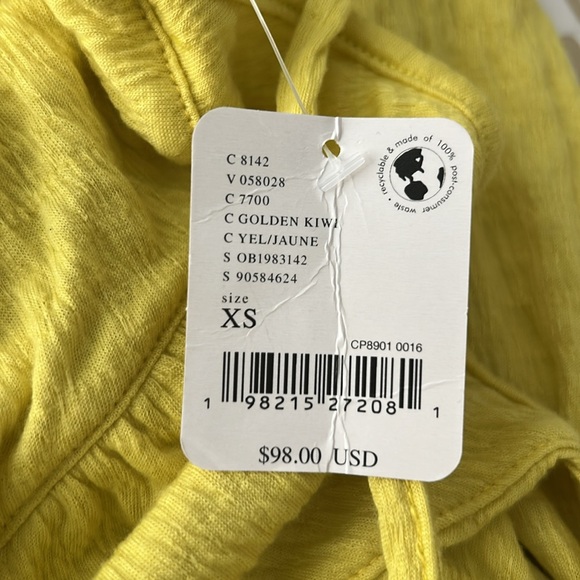 C 8142
V 058028
C 7700
C GOLDEN KIWI
C YEL/JAUNE
S OB1983142
S 90584624
size
XS
recyclable & made of 100% post-consumer waste •
CP8901 0016
1 98215 27208 1
$98.00 USD